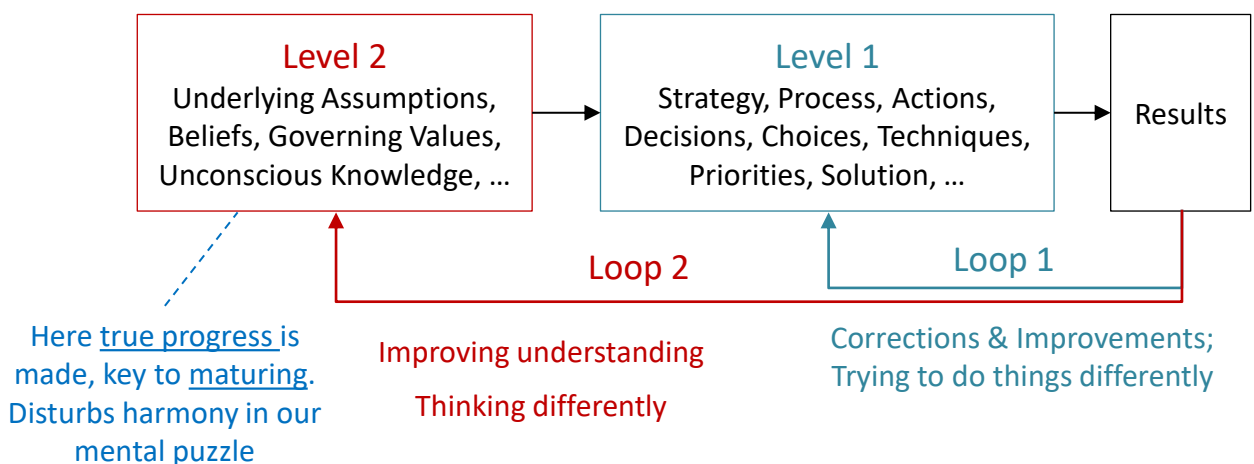 Level 2
Underlying Assumptions,
Beliefs, Governing Values,
Unconscious Knowledge, …
Level 1
Strategy, Process, Actions,
Decisions, Choices, Techniques,
Priorities, Solution, …
Results
Loop 2
Loop 1
Here true progress is
made, key to maturing.
Disturbs harmony in our
mental puzzle
Improving understanding
Thinking differently
Corrections & Improvements;
Trying to do things differently